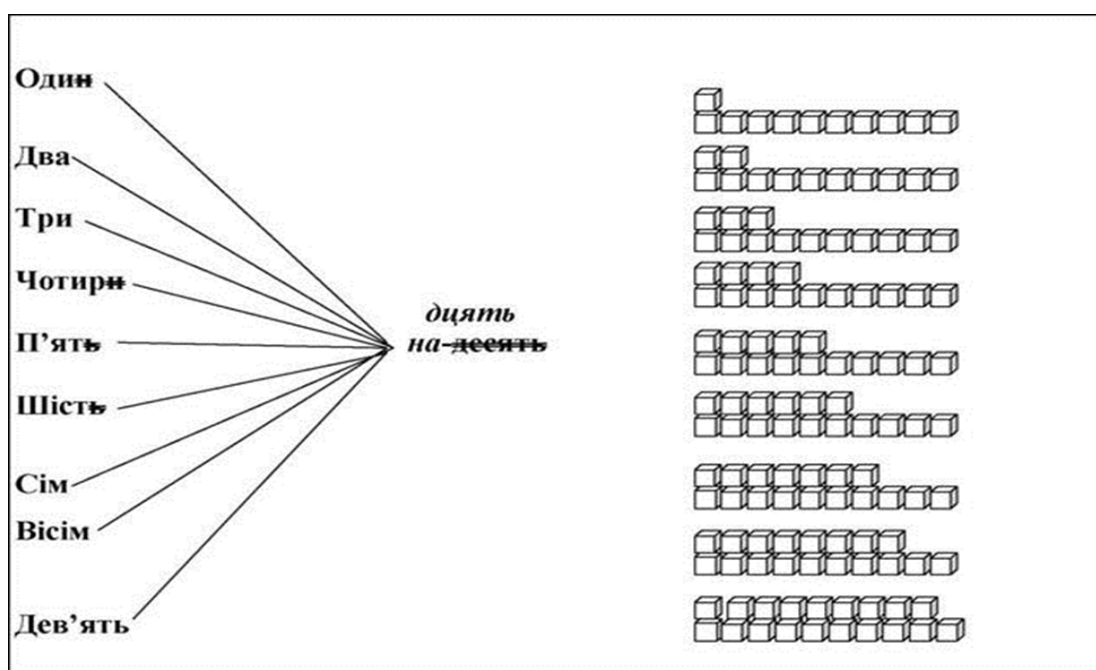 Один
Два
Три
Чотири
П’ять
Шість
Сім
Вісім
Дев’ять
дцять
на десять